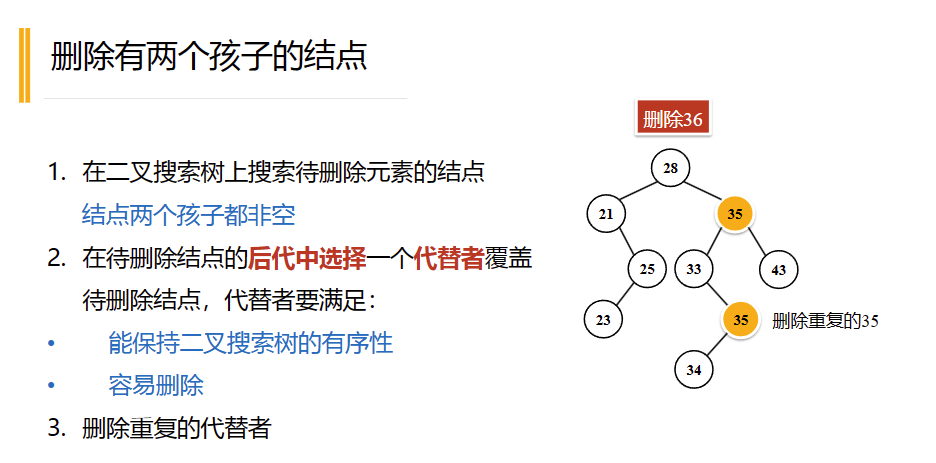 删除有两个孩子的结点
删除36
1. 在二叉搜索树上搜索待删除元素的结点
结点两个孩子都非空
2. 在待删除结点的后代中选择一个代替者覆盖
待删除结点，代替者要满足：
• 能保持二叉搜索树的有序性
• 容易删除
3. 删除重复的代替者
28
21 35
25 33 43
23 35 删除重复的35
34